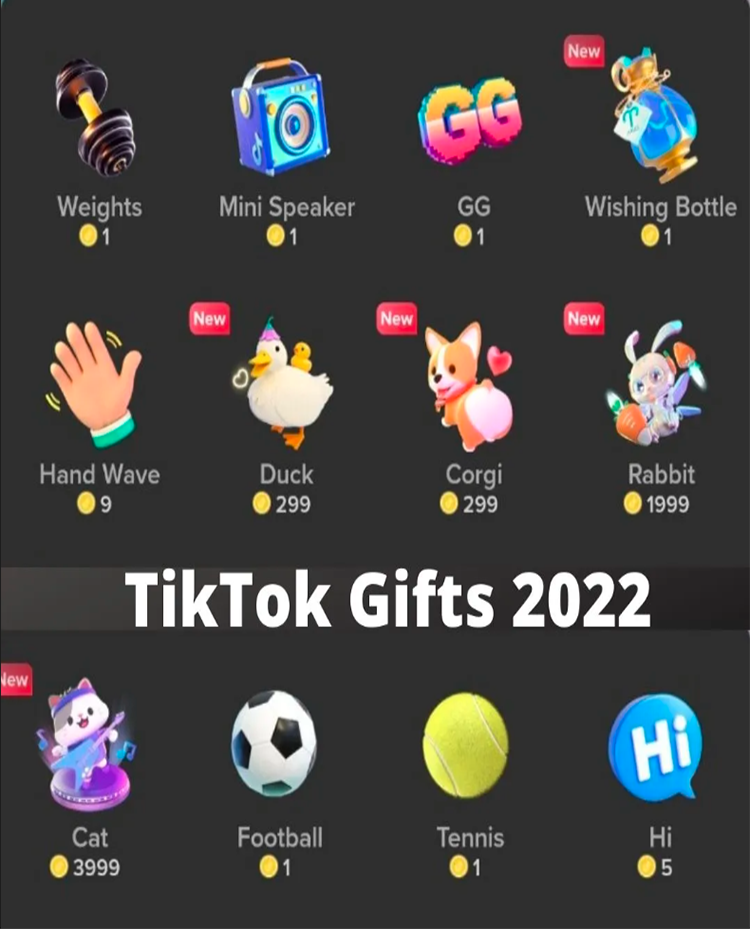 New
GG
Weights
Mini Speaker
GG
Wishing Bottle
1
1
1
1
New
New
New
Hand Wave
Duck
Corgi
Rabbit
9
299
299
1999
TikTok Gifts 2022
New
Hi
Cat
Football
Tennis
Hi
3999
1
1
5